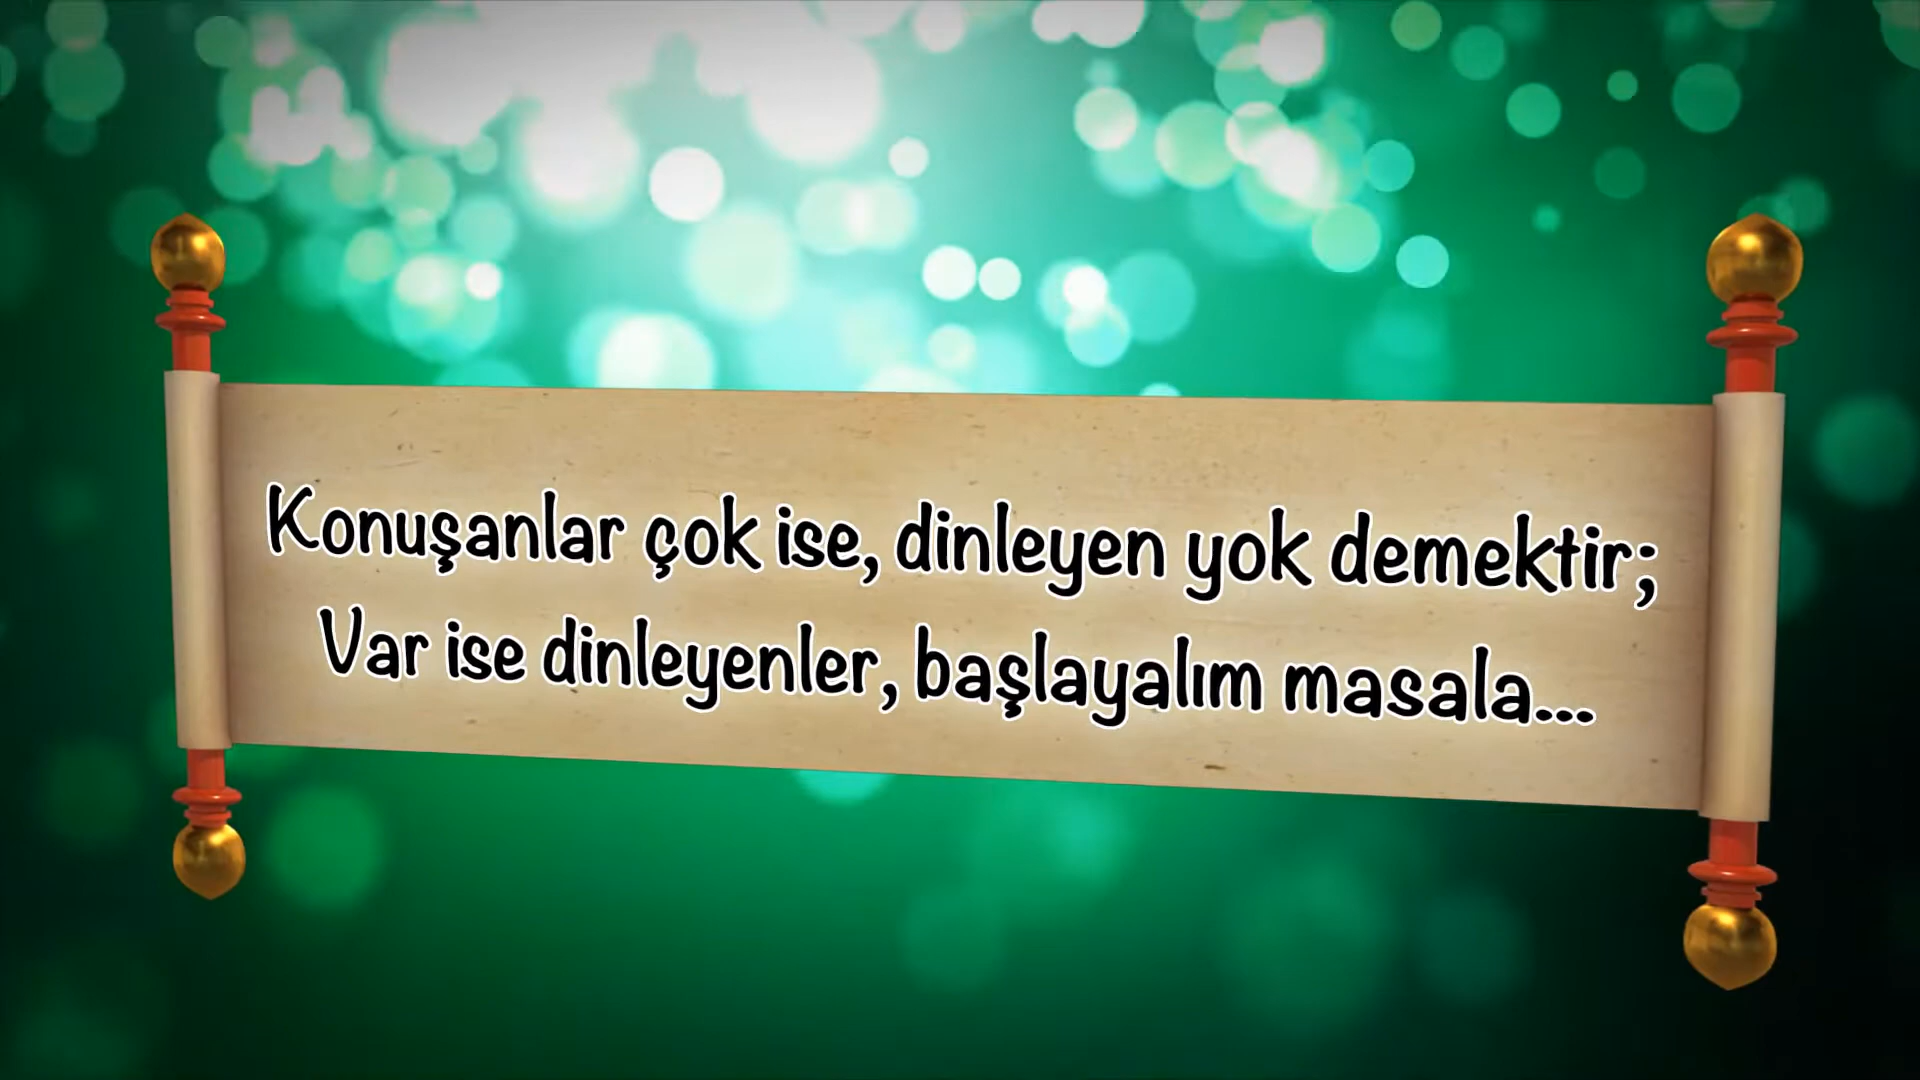 Konuşanlar çok ise, dinleyen yok demektir;
Var ise dinleyenler, başlayalım masala...